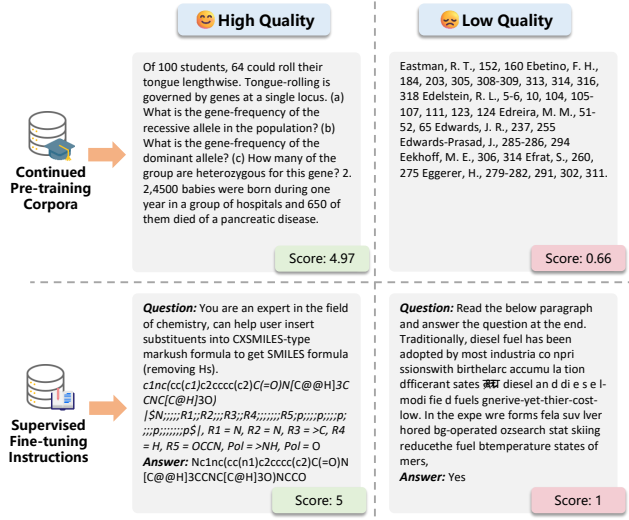 High Quality
Low Quality
Continued
Pre-training
Corpora
Of 100 students, 64 could roll their
tongue lengthwise. Tongue-rolling is
governed by genes at a single locus. (a)
What is the gene-frequency of the
recessive allele in the population? (b)
What is the gene-frequency of the
dominant allele? (c) How many of the
group are heterozygous for this gene? 2.
2,4500 babies were born during one
year in a group of hospitals and 650 of
them died of a pancreatic disease.
Score: 4.97
Eastman, R. T., 152, 160 Ebetino, F. H.,
184, 203, 305, 308-309, 313, 314, 316,
318 Edelstein, R. L., 5-6, 10, 104, 105-
107, 111, 123, 124 Edreira, M. M., 51-
52, 65 Edwards, J. R., 237, 255
Edwards-Prasad, J., 285-286, 294
Eekhoff, M. E., 306, 314 Efrat, S., 260,
275 Eggerer, H., 279-282, 291, 302, 311.
Score: 0.66
Supervised
Fine-tuning
Instructions
Question: You are an expert in the field
of chemistry, can help user insert
substituents into CXSMILES-type
markush formula to get SMILES formula
(removing Hs).
c1nc(cc(c1)c2cccc(c2)C(=O)N[C@@H]3C
CNC[C@H]3O)
|$N;;;;;R1;;R2;;;R3;;R4;;;;;;;R5;p;;;;p;;;;p;
;;;p;;;;;;;p$|, R1 = N, R2 = N, R3 = >C, R4
= H, R5 = OCCN, Pol = >NH, Pol = O
Answer: Nc1nc(cc(n1)c2cccc(c2)C(=O)N
[C@@H]3CCNC[C@H]3O)NCCO
Score: 5
Question: Read the below paragraph
and answer the question at the end.
Traditionally, diesel fuel has been
adopted by most industria co npri
ssionswith birthelarc accumu la tion
dfficerant sates diesel an d di e s e l-
modi fie d fuels gnerive-yet-thier-cost-
low. In the expe wre forms fela suv lver
hored bg-operated ozsearch stat skiing
reducethe fuel btemperature states of
mers,
Answer: Yes
Score: 1